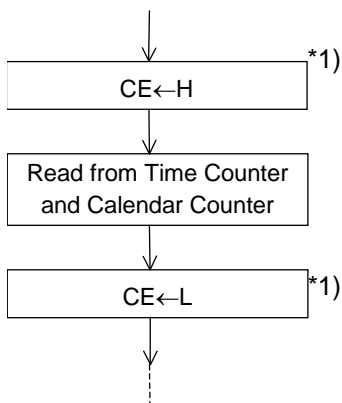 *1)
CE←H
Read from Time Counter
and Calendar Counter
*1)
CE←L